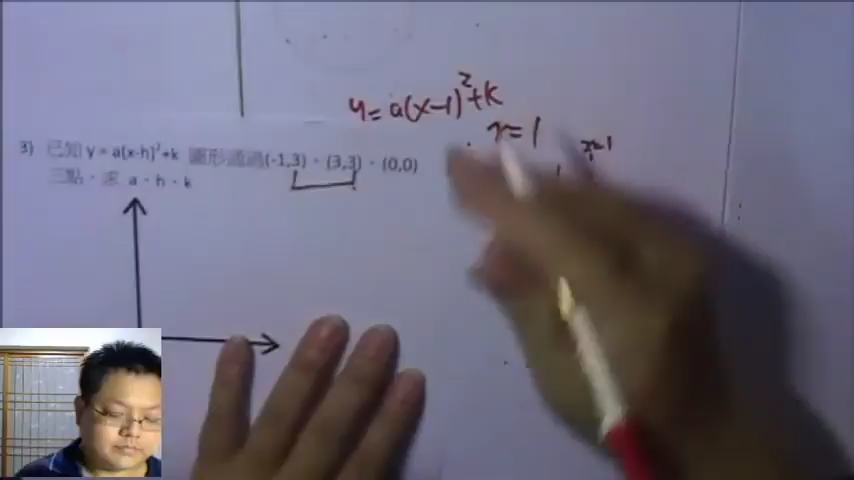 y=a(x-1)²+k
x=1
x=1
3) 已知 y = a(x-h)²+k 圖形通過(-1,3)、(3,3)、(0,0)
三點，求 a、h、k